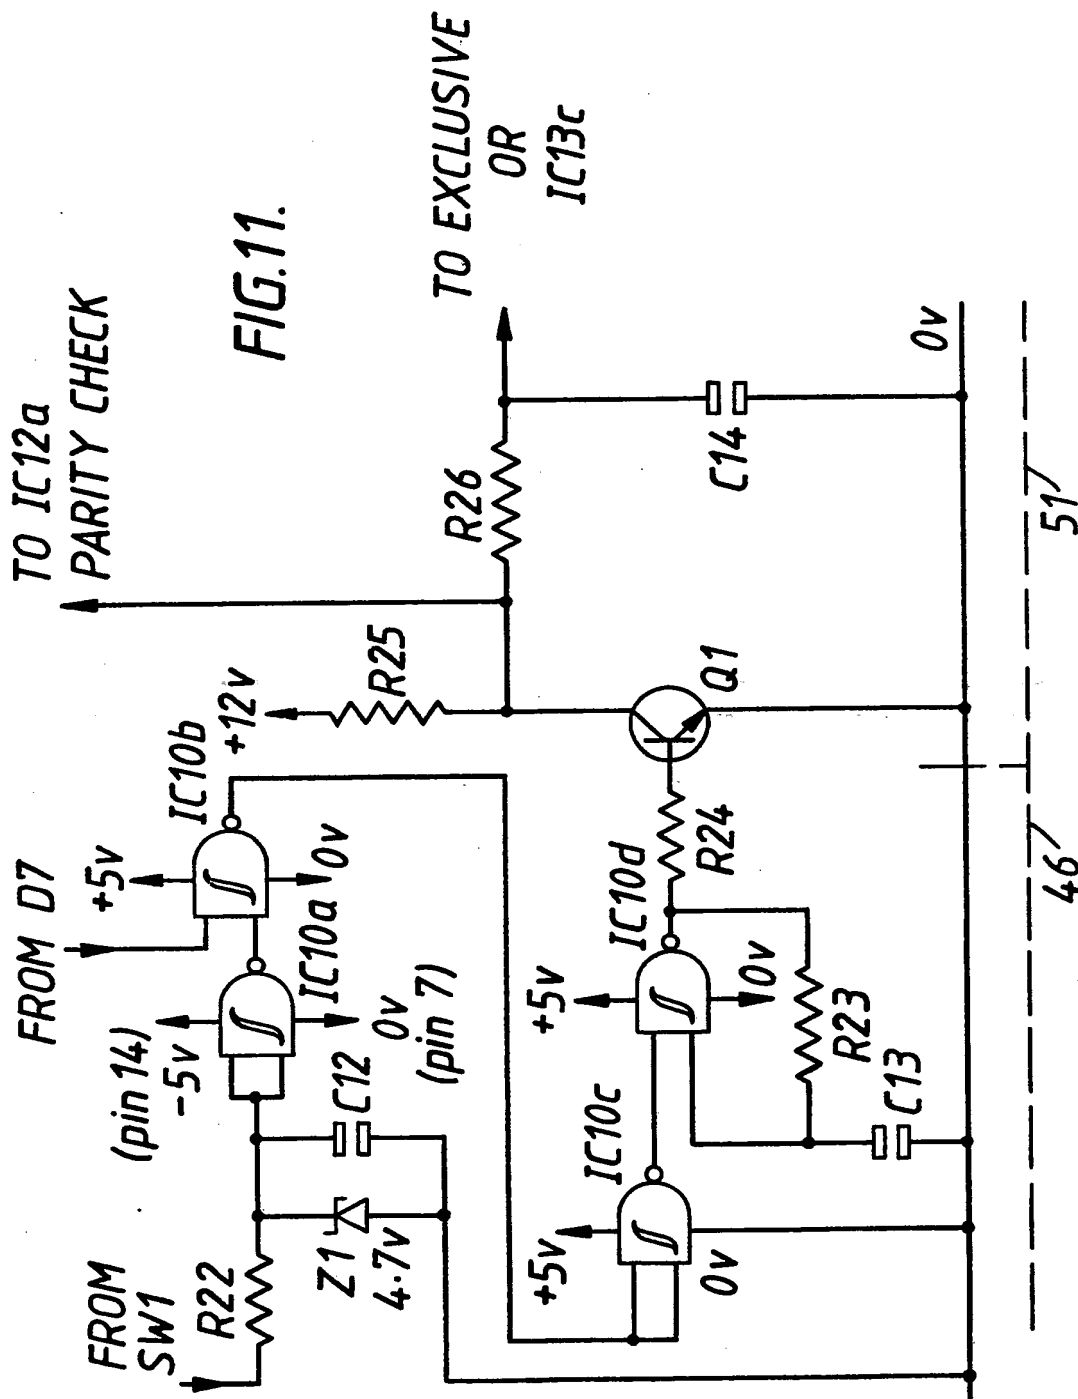 TO IC12a
PARITY CHECK
FIG.11.
TO EXCLUSIVE
OR
IC13c
FROM D7
+5v
IC10b
+12v
R25
R26
(pin 14)
-5v
IC10a
0v
0v
(pin 7)
FROM
SW1
R22
Z1
4.7v
C12
C14
+5v
IC10c
0v
+5v
IC10d
0v
R24
Q1
R23
C13
0v
46
51